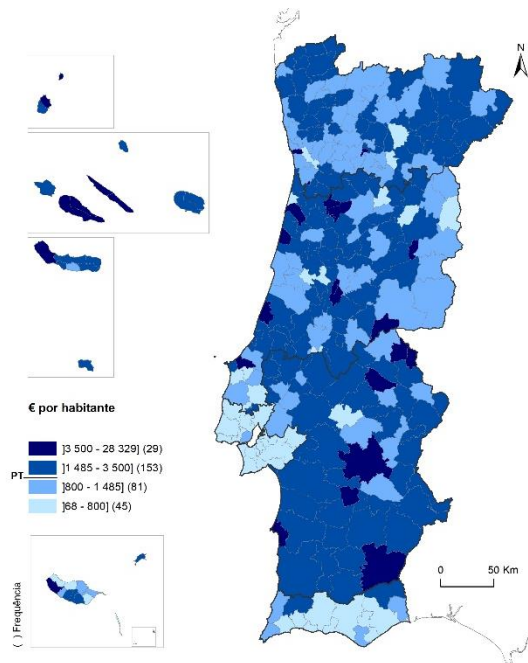 N
€ por habitante
]3 500 - 28 329] (29)
]1 485 - 3 500] (153)
PT
]800 - 1 485] (81)
]68 - 800] (45)
( ) Frequência
0 50 Km